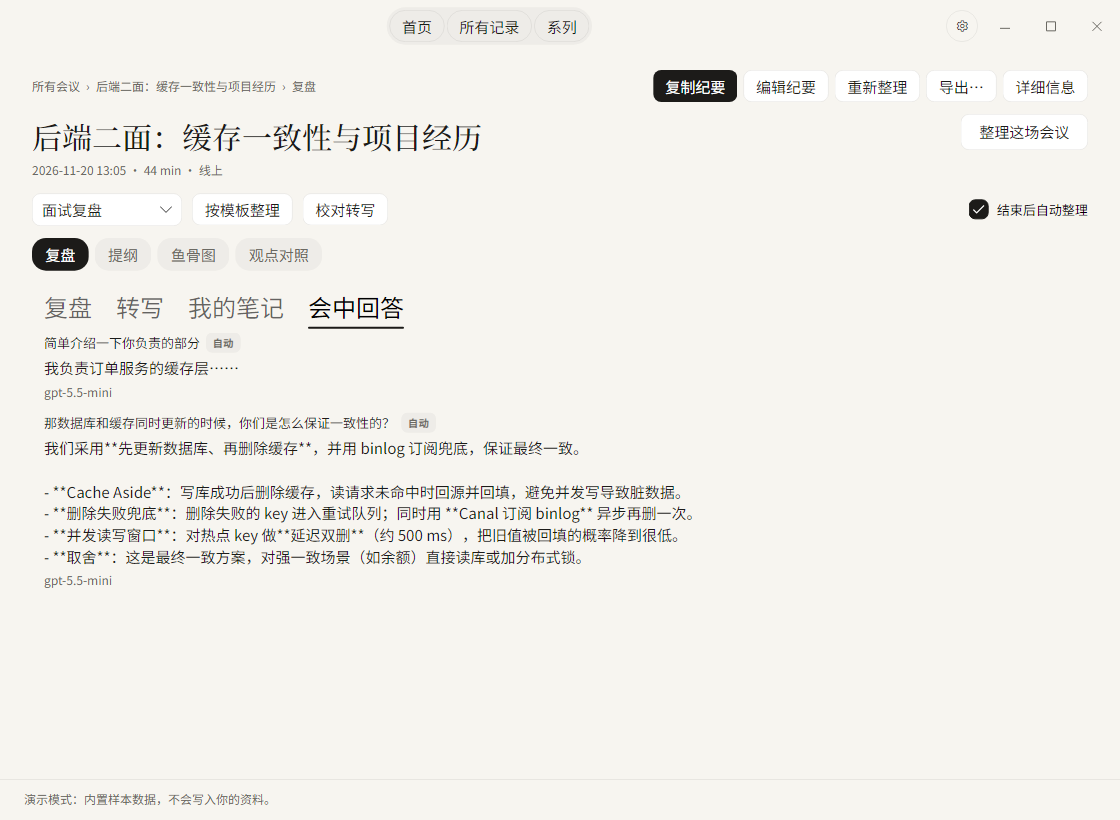 首页 所有记录 系列
所有会议 › 后端二面：缓存一致性与项目经历 › 复盘
复制纪要 编辑纪要 重新整理 导出… 详细信息
后端二面：缓存一致性与项目经历
整理这场会议
2026-11-20 13:05 · 44 min · 线上
面试复盘 按模板整理 校对转写
结束后自动整理
复盘 提纲 鱼骨图 观点对照
复盘 转写 我的笔记 会中回答
简单介绍一下你负责的部分 自动
我负责订单服务的缓存层……
gpt-5.5-mini
那数据库和缓存同时更新的时候，你们是怎么保证一致性的？ 自动
我们采用**先更新数据库、再删除缓存**，并用 binlog 订阅兜底，保证最终一致。
- **Cache Aside**：写库成功后删除缓存，读请求未命中时回源并回填，避免并发写导致脏数据。
- **删除失败兜底**：删除失败的 key 进入重试队列；同时用 **Canal 订阅 binlog** 异步再删一次。
- **并发读写窗口**：对热点 key 做**延迟双删**（约 500 ms），把旧值被回填的概率降到很低。
- **取舍**：这是最终一致方案，对强一致场景（如余额）直接读库或加分布式锁。
gpt-5.5-mini
演示模式：内置样本数据，不会写入你的资料。